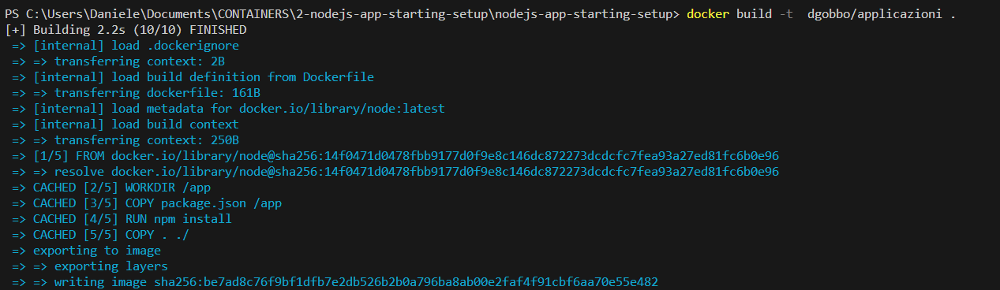 PS C:\Users\Daniele\Documents\CONTAINERS\2-nodejs-app-starting-setup\nodejs-app-starting-setup> docker build -t  dgobbo/applicazioni .
[+] Building 2.2s (10/10) FINISHED
=> [internal] load .dockerignore
=> => transferring context: 2B
=> [internal] load build definition from Dockerfile
=> => transferring dockerfile: 161B
=> [internal] load metadata for docker.io/library/node:latest
=> [internal] load build context
=> => transferring context: 250B
=> [1/5] FROM docker.io/library/node@sha256:14f0471d0478fbb9177d0f9e8c146dc872273dcdcfc7fea93a27ed81fc6b0e96
=> => resolve docker.io/library/node@sha256:14f0471d0478fbb9177d0f9e8c146dc872273dcdcfc7fea93a27ed81fc6b0e96
=> CACHED [2/5] WORKDIR /app
=> CACHED [3/5] COPY package.json /app
=> CACHED [4/5] RUN npm install
=> CACHED [5/5] COPY . ./
=> exporting to image
=> => exporting layers
=> => writing image sha256:be7ad8c76f9bf1dfb7e2db526b2b0a796ba8ab00e2faf4f91cbf6aa70e55e482